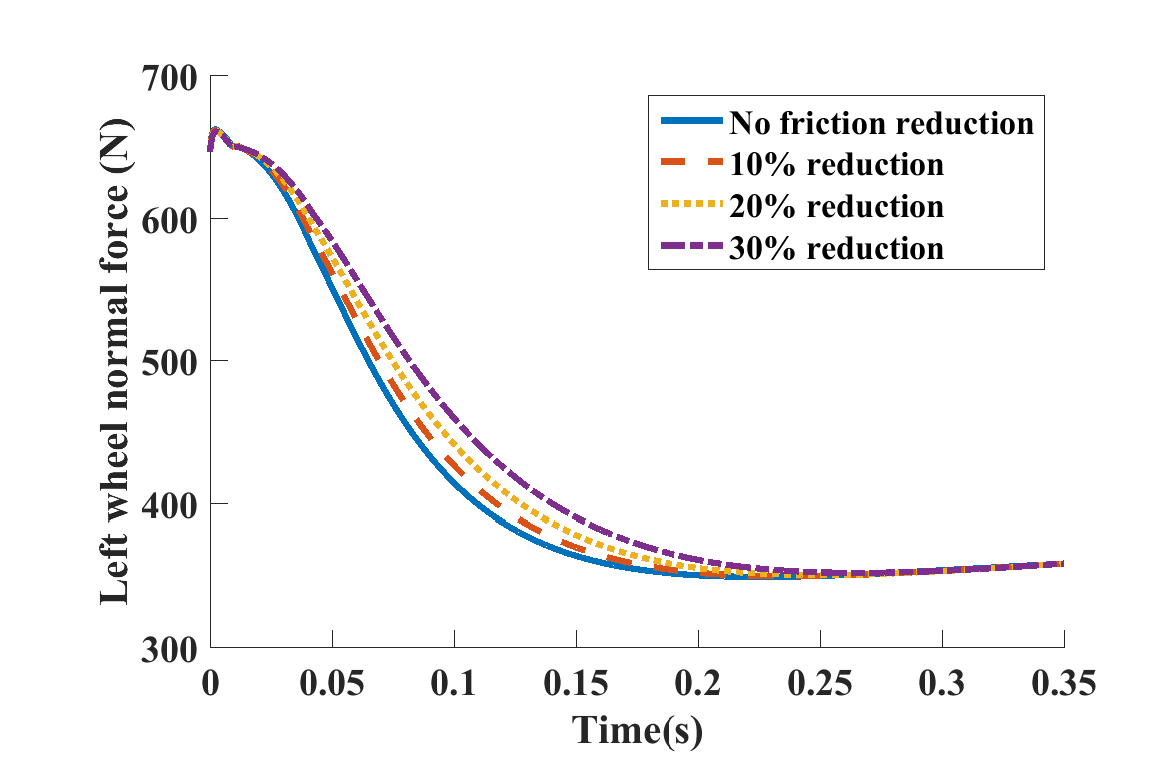 700
600
500
400
300
Left wheel normal force (N)
No friction reduction
10% reduction
20% reduction
30% reduction
0 0.05 0.1 0.15 0.2 0.25 0.3 0.35
Time(s)